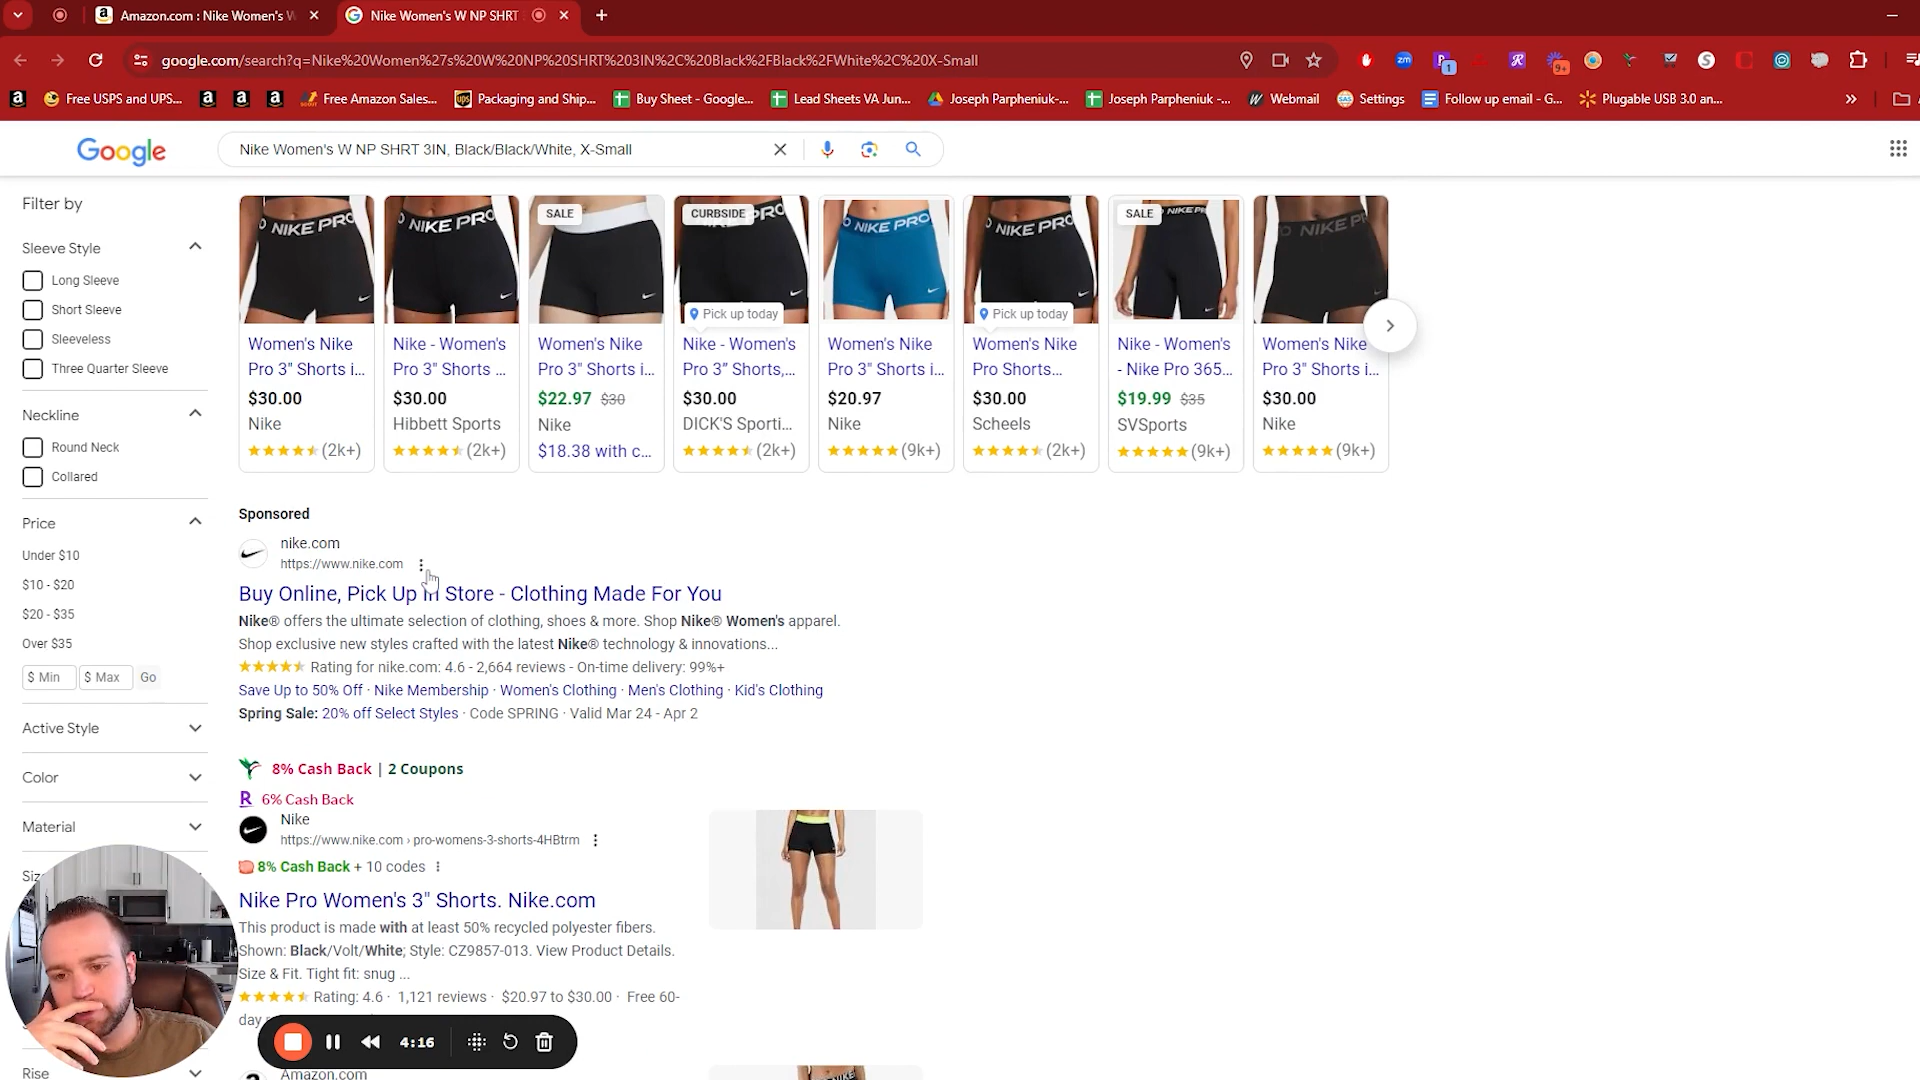 Amazon.com : Nike Women's W
Nike Women's W NP SHRT
google.com/search?q=Nike%20Women%27s%20W%20NP%20SHRT%203IN%2C%20Black%2FBlack%2FWhite%2C%20X-Small
zm
1
9+
Free USPS and UPS...
Free Amazon Sales...
Packaging and Ship...
Buy Sheet - Google...
Lead Sheets VA Jun...
Joseph Parpheniuk-...
Joseph Parpheniuk -...
Webmail
Settings
Follow up email - G...
Plugable USB 3.0 an...
Google
Nike Women's W NP SHRT 3IN, Black/Black/White, X-Small
Filter by
Sleeve Style
Long Sleeve
Short Sleeve
Sleeveless
Three Quarter Sleeve
Neckline
Round Neck
Collared
Price
Under $10
$10 - $20
$20 - $35
Over $35
$ Min $ Max Go
Active Style
Color
Material
Rise
NIKE PRO
Women's Nike
Pro 3" Shorts i...
$30.00
Nike
(2k+)
NIKE PRO
Nike - Women's
Pro 3" Shorts ...
$30.00
Hibbett Sports
(2k+)
SALE
Women's Nike
Pro 3" Shorts i...
$22.97 $30
Nike
$18.38 with c...
CURBSIDE
Pick up today
Nike - Women's
Pro 3” Shorts,...
$30.00
DICK'S Sporti...
(2k+)
NIKE PRO
Women's Nike
Pro 3" Shorts i...
$20.97
Nike
(9k+)
NIKE PRO
Pick up today
Women's Nike
Pro Shorts...
$30.00
Scheels
(2k+)
SALE
NIKE PRO
Nike - Women's
- Nike Pro 365...
$19.99 $35
SVSports
(9k+)
NIKE PRO
Women's Nike
Pro 3" Shorts i...
$30.00
Nike
(9k+)
Sponsored
nike.com
https://www.nike.com
Buy Online, Pick Up In Store - Clothing Made For You
Nike® offers the ultimate selection of clothing, shoes & more. Shop Nike® Women's apparel.
Shop exclusive new styles crafted with the latest Nike® technology & innovations...
Rating for nike.com: 4.6 - 2,664 reviews - On-time delivery: 99%+
Save Up to 50% Off · Nike Membership · Women's Clothing · Men's Clothing · Kid's Clothing
Spring Sale: 20% off Select Styles · Code SPRING · Valid Mar 24 - Apr 2
8% Cash Back | 2 Coupons
R 6% Cash Back
Nike
https://www.nike.com › pro-womens-3-shorts-4HBtrm
8% Cash Back + 10 codes
Nike Pro Women's 3" Shorts. Nike.com
This product is made with at least 50% recycled polyester fibers.
Shown: Black/Volt/White; Style: CZ9857-013. View Product Details.
Size & Fit. Tight fit: snug ...
Rating: 4.6 · 1,121 reviews · $20.97 to $30.00 · Free 60-
day
4:16
Amazon.com